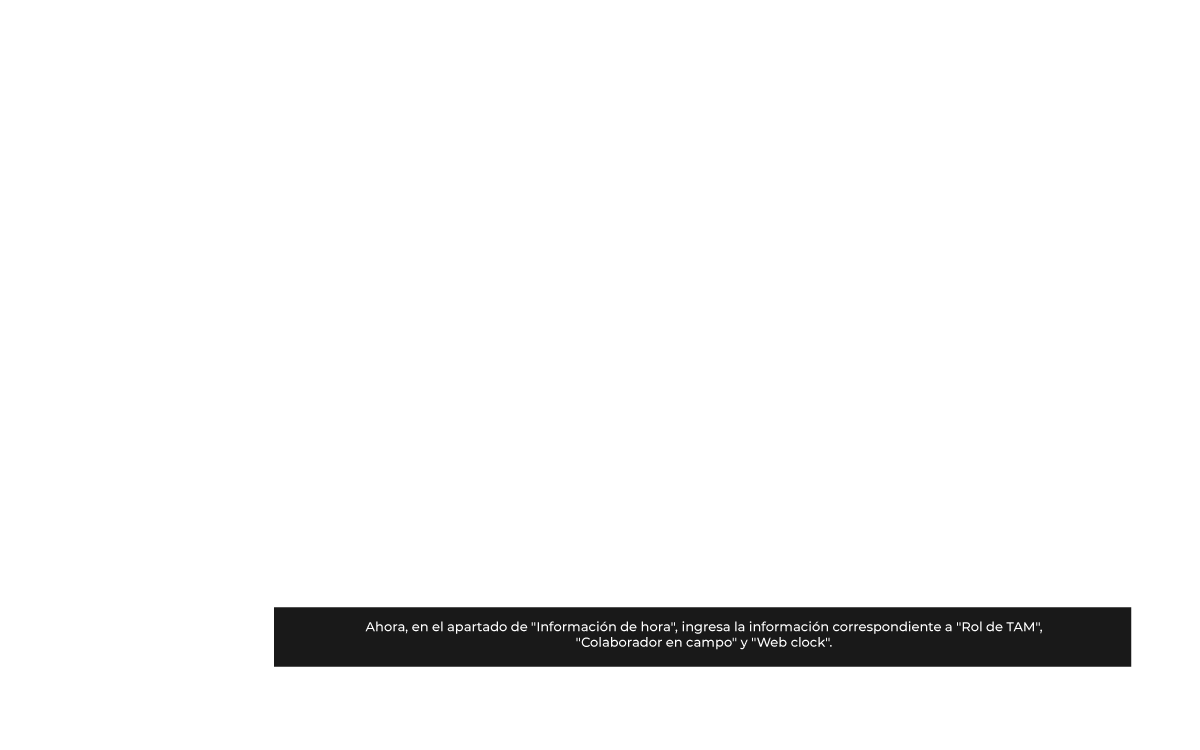 Ahora, en el apartado de "Información de hora", ingresa la información correspondiente a "Rol de TAM",
"Colaborador en campo" y "Web clock".